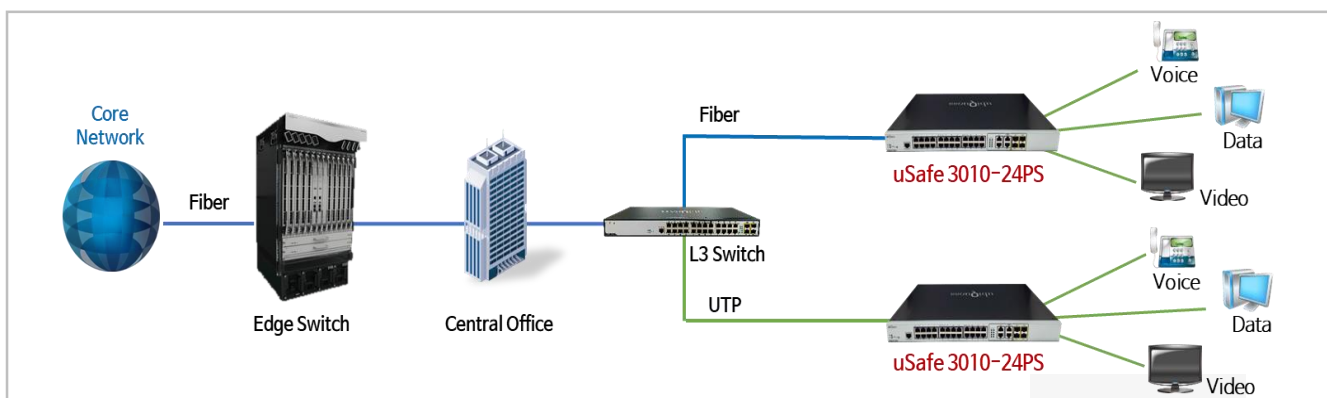 Core
Network
Fiber
Edge Switch
Central Office
L3 Switch
Fiber
UTP
uSafe 3010-24PS
Voice
Data
Video
uSafe 3010-24PS
Voice
Data
Video